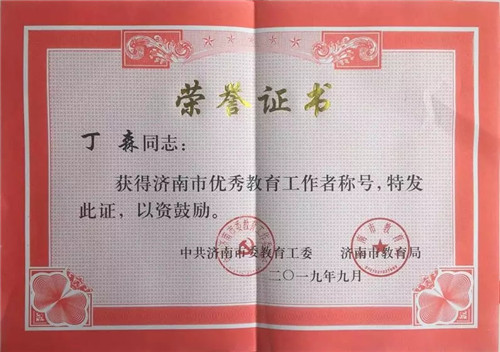 荣誉证书
丁 森同志：
获得济南市优秀教育工作者称号，特发
此证，以资鼓励。
中共济南市委教育工委 济南市教育局
二〇一九年九月